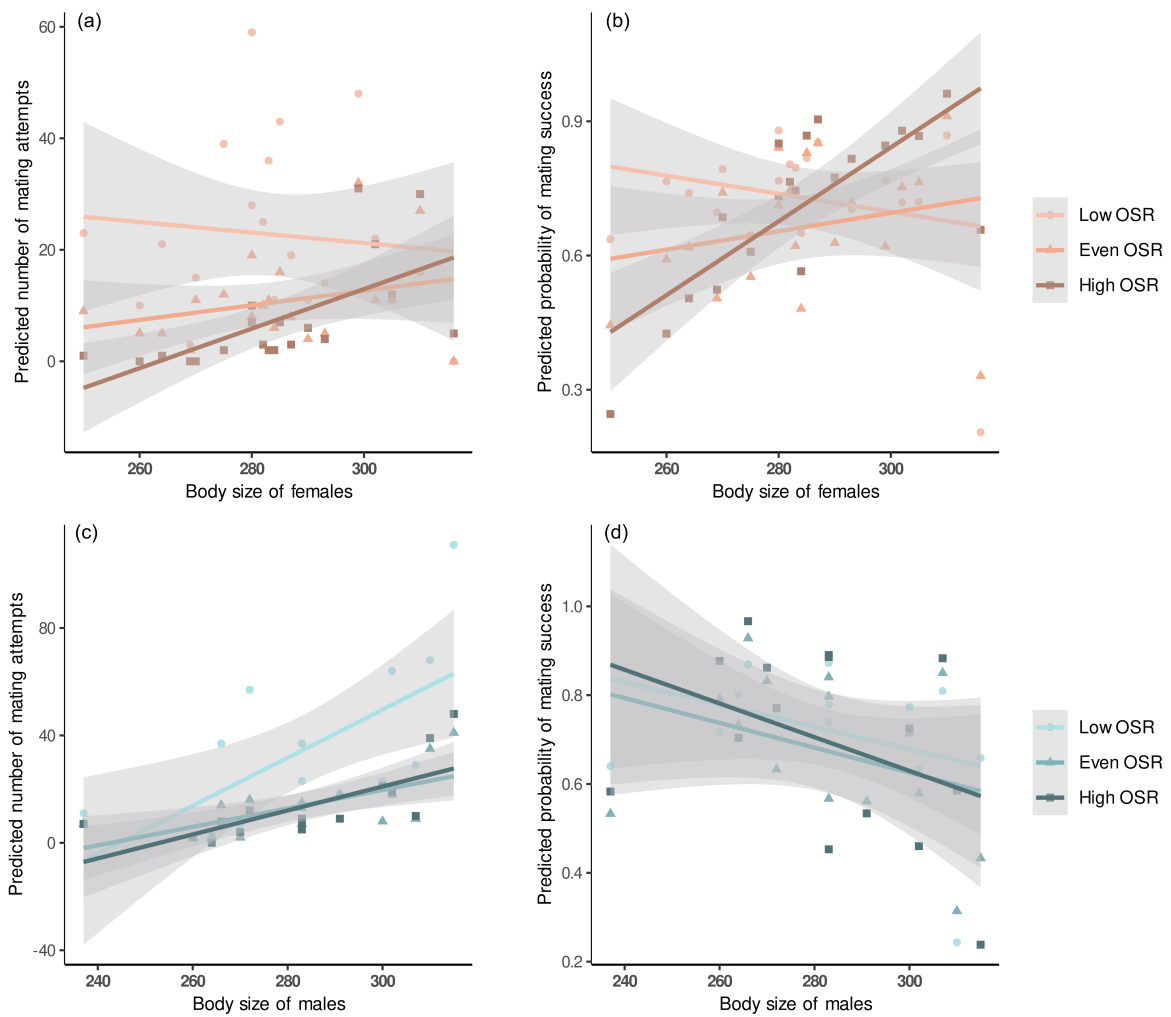 (a)
Predicted number of mating attempts
60
40
20
0
260
280
300
Body size of females
(b)
Predicted probability of mating success
0.9
0.6
0.3
260
280
300
Body size of females
Low OSR
Even OSR
High OSR
(c)
Predicted number of mating attempts
80
40
0
-40
240
260
280
300
Body size of males
(d)
Predicted probability of mating success
1.0
0.8
0.6
0.4
0.2
240
260
280
300
Body size of males
Low OSR
Even OSR
High OSR